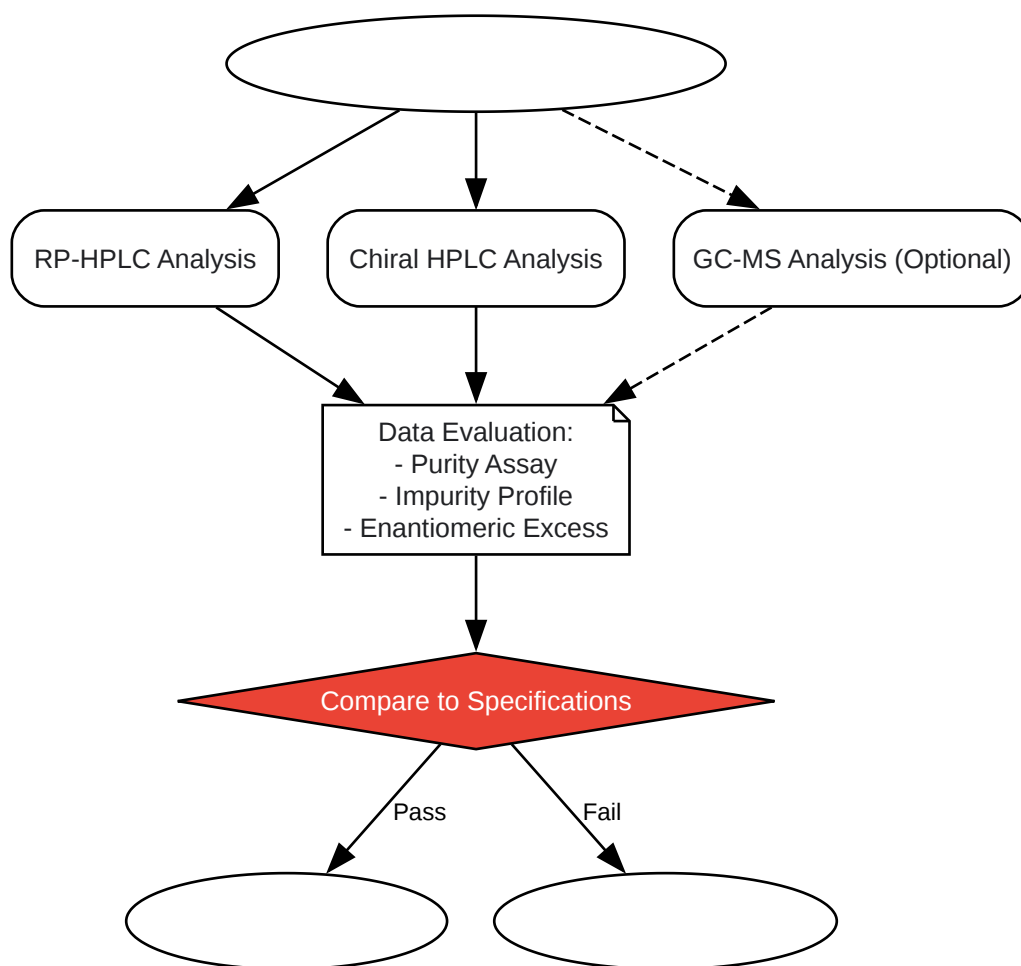 RP-HPLC Analysis
Chiral HPLC Analysis
GC-MS Analysis (Optional)
Data Evaluation:
- Purity Assay
- Impurity Profile
- Enantiomeric Excess
Compare to Specifications
Pass
Fail